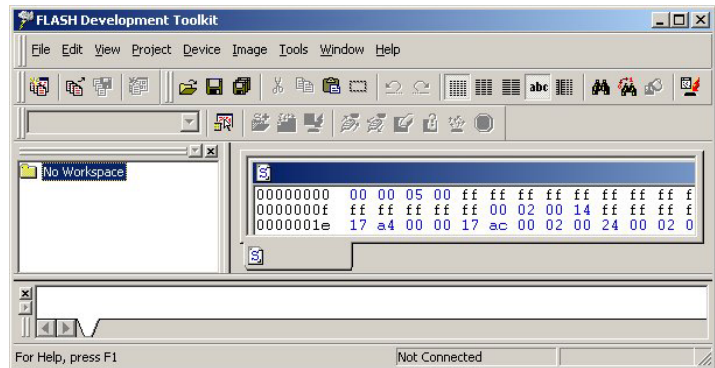 FLASH Development Toolkit
File Edit View Project Device Image Tools Window Help
abc
No Workspace
00000000 00 00 05 00 ff ff ff ff ff ff ff f
0000000f ff ff ff ff ff 00 02 00 14 ff ff ff f
0000001e 17 a4 00 00 17 ac 00 02 00 24 00 02 0
For Help, press F1
Not Connected